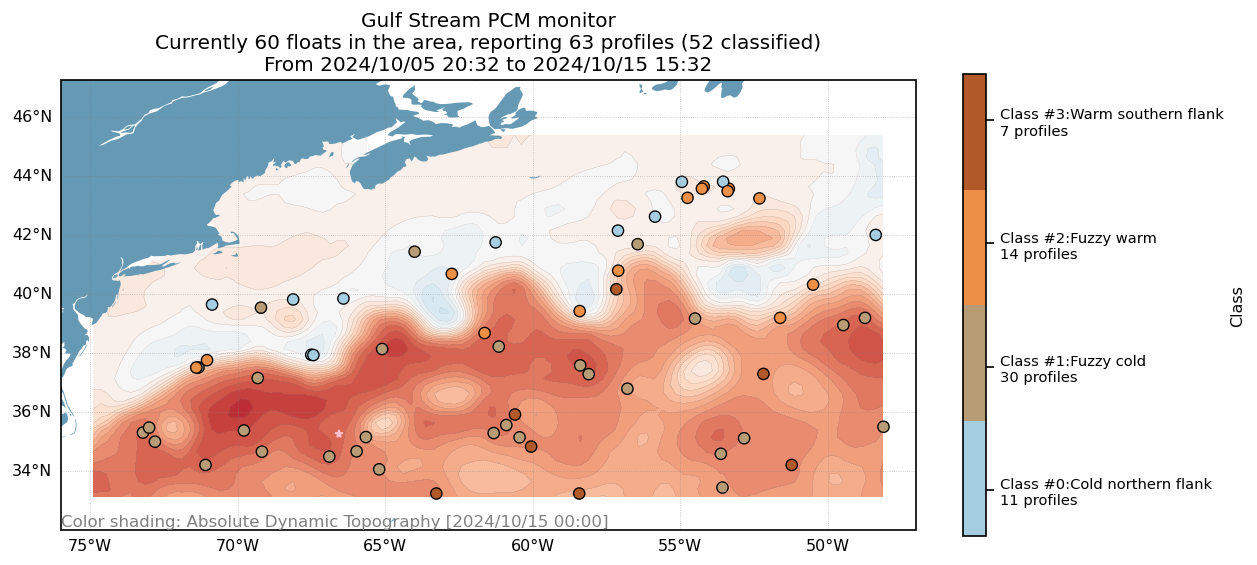 Gulf Stream PCM monitor
Currently 60 floats in the area, reporting 63 profiles (52 classified)
From 2024/10/05 20:32 to 2024/10/15 15:32
46°N
44°N
42°N
40°N
38°N
36°N
34°N
Color shading: Absolute Dynamic Topography [2024/10/15 00:00]
75°W
70°W
65°W
60°W
55°W
50°W
Class #3:Warm southern flank
7 profiles
Class #2:Fuzzy warm
14 profiles
Class #1:Fuzzy cold
30 profiles
Class #0:Cold northern flank
11 profiles
Class